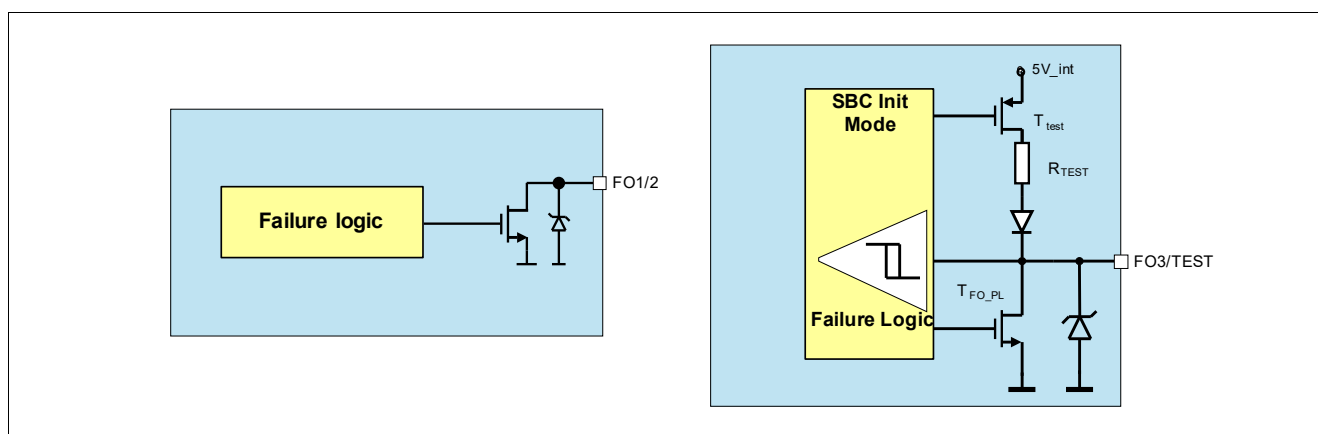 Failure logic
FO1/2
SBC Init
Mode
5V_int
T_test
R_TEST
FO3/TEST
T_FO_PL
Failure Logic